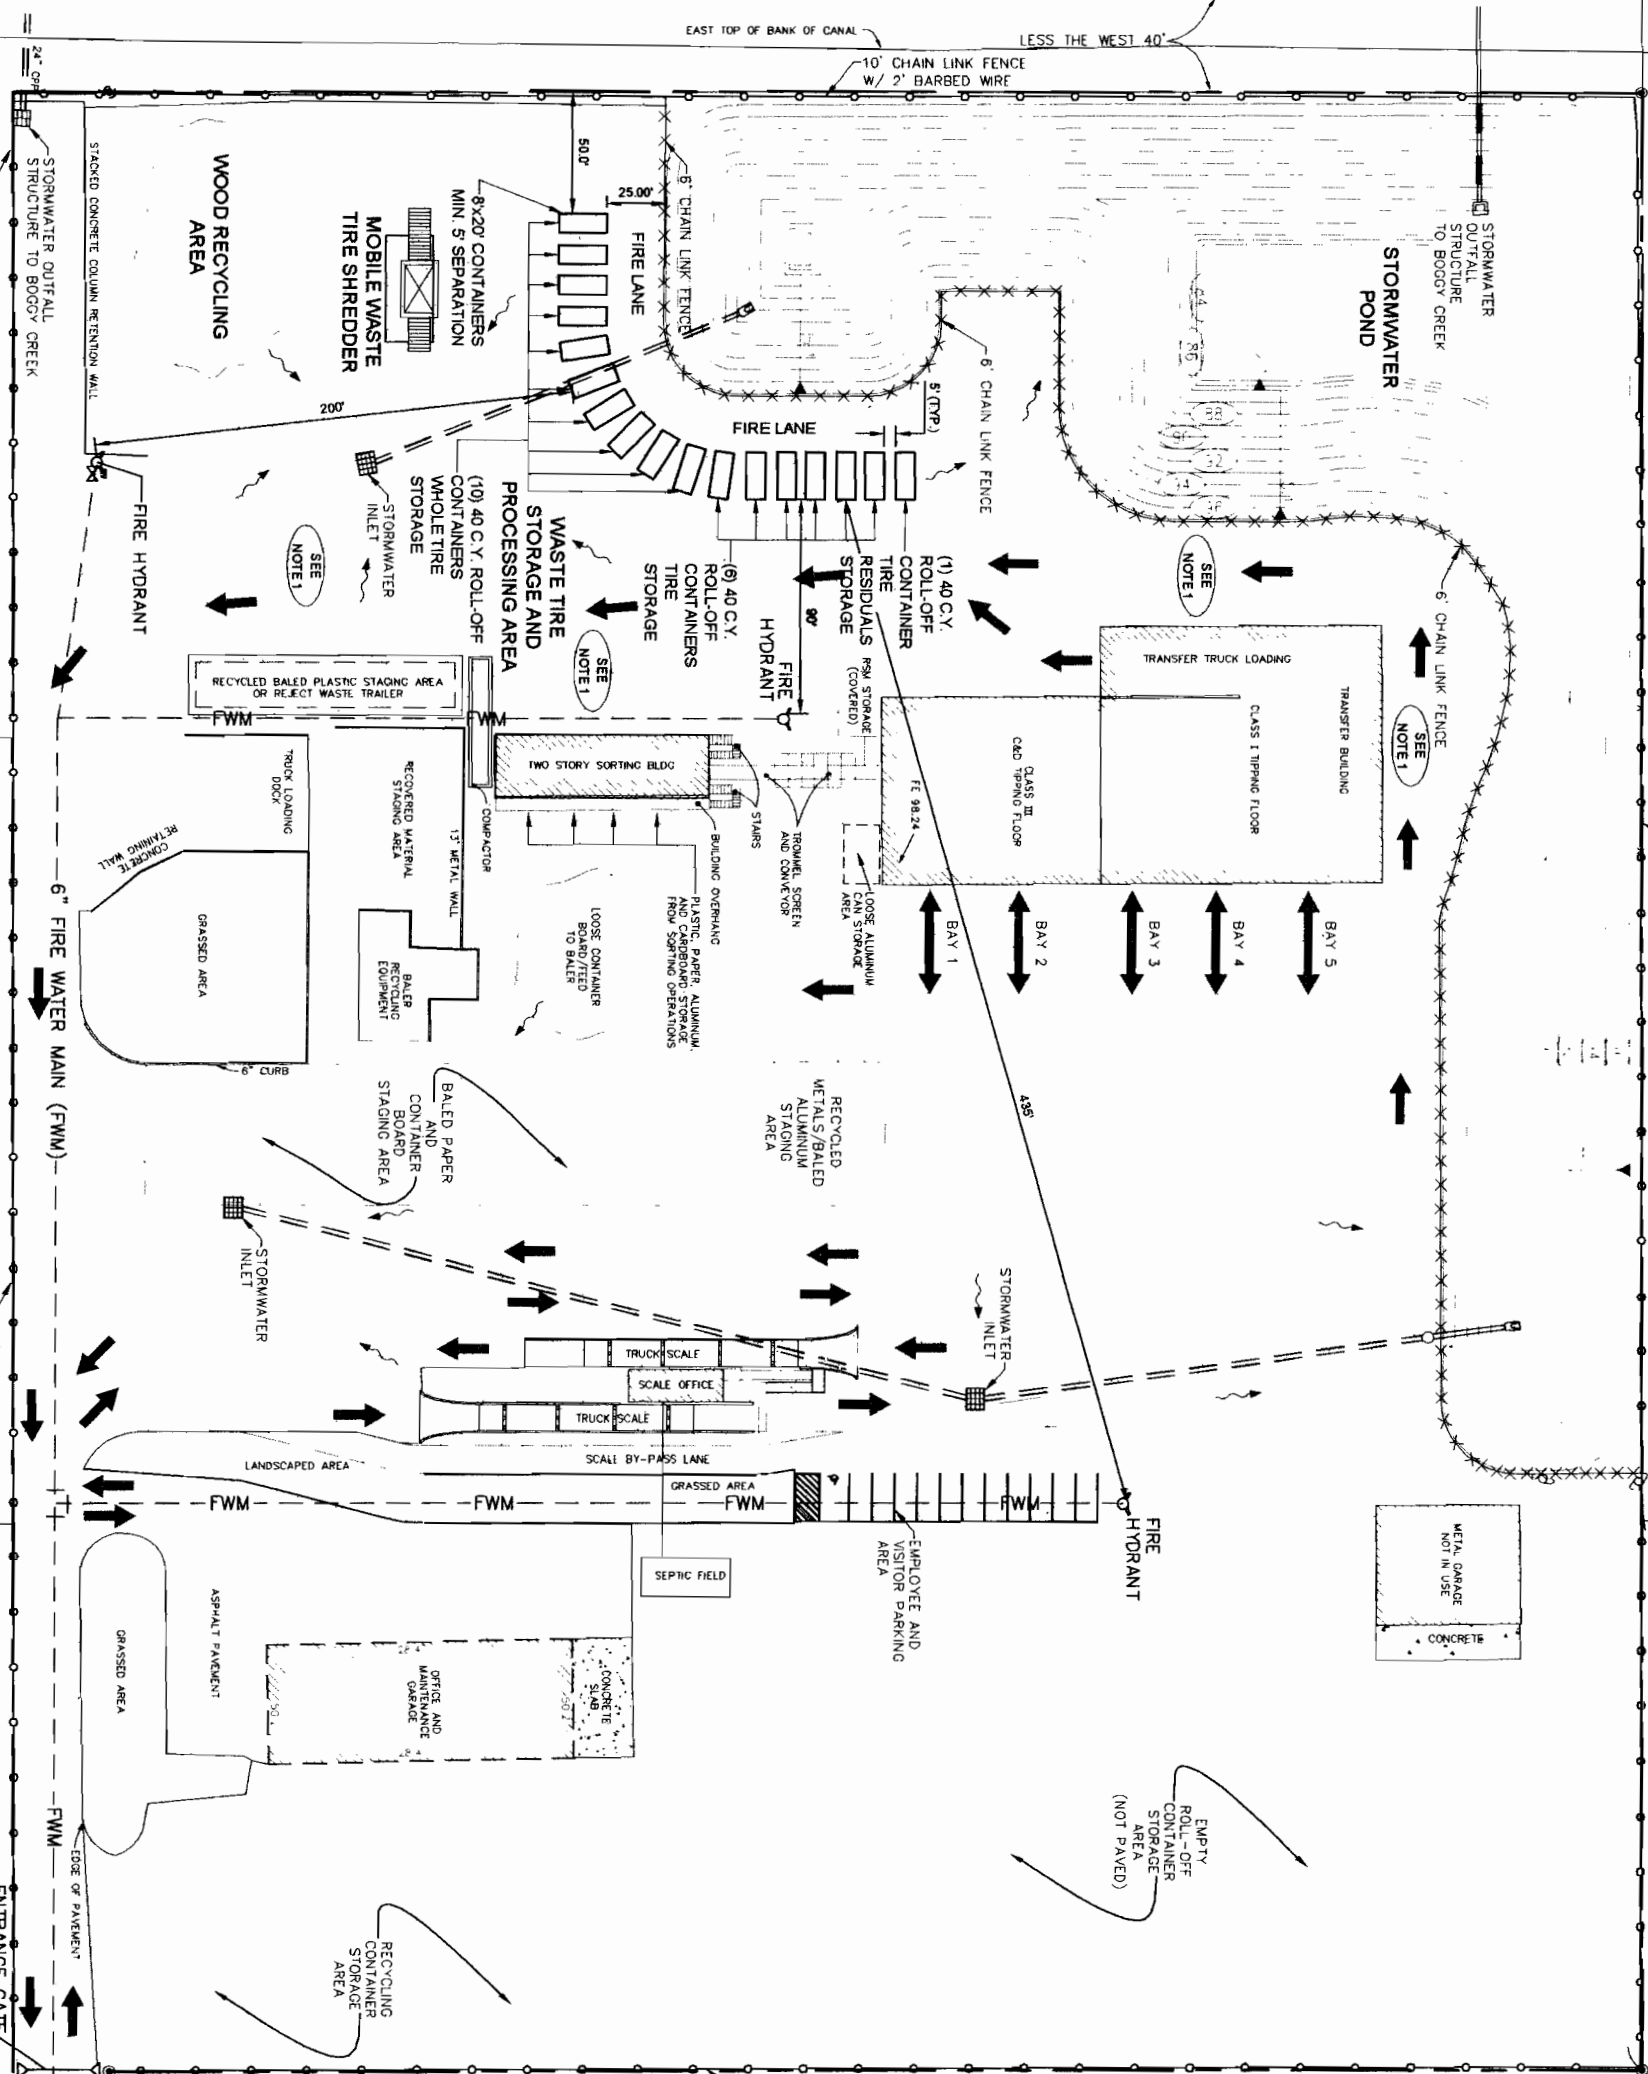 EAST TOP OF BANK OF CANAL
LESS THE WEST 40'
10' CHAIN LINK FENCE
W/ 2' BARBED WIRE
24" CPP
STORMWATER OUTFALL
STRUCTURE TO BOGGY CREEK
STACKED CONCRETE COLUMN RETENTION WALL
WOOD RECYCLING
AREA
MOBILE WASTE
TIRE SHREDDER
8'x20' CONTAINERS
MIN. 5' SEPARATION
50.0'
25.00'
FIRE LANE
6' CHAIN LINK FENCE
FIRE LANE
5' (TYP.)
6' CHAIN LINK FENCE
STORMWATER
POND
STORMWATER
OUTFALL
STRUCTURE
TO BOGGY CREEK
84
86
88
200'
FIRE HYDRANT
STORMWATER
INLET
SEE
NOTE 1
(10) 40 C.Y. ROLL-OFF
CONTAINERS
WHOLE TIRE
STORAGE
WASTE TIRE
STORAGE AND
PROCESSING AREA
(6) 40 C.Y.
ROLL-OFF
CONTAINERS
TIRE
STORAGE
SEE
NOTE 1
90'
FIRE
HYDRANT
(1) 40 C.Y.
ROLL-OFF
CONTAINER
TIRE
RESIDUALS
STORAGE
RSM STORAGE
(COVERED)
SEE
NOTE 1
6' CHAIN LINK FENCE
SEE
NOTE 1
TRANSFER TRUCK LOADING
TRANSFER BUILDING
CLASS I TIPPING FLOOR
CLASS III
C&D TIPPING FLOOR
FE 98.24
RECYCLED BALED PLASTIC STAGING AREA
OR REJECT WASTE TRAILER
FWM
FWM
TWO STORY SORTING BLDG
STAIRS
TROMMEL SCREEN
AND CONVEYOR
BUILDING OVERHANG
COMPACTOR
TRUCK LOADING
DOCK
CONCRETE
RETAINING WALL
RECOVERED MATERIAL
STAGING AREA
13' METAL WALL
GRASSED AREA
BALER
RECYCLING
EQUIPMENT
LOOSE CONTAINER
BOARD/FEED
TO BALER
PLASTIC, PAPER, ALUMINUM,
AND CARDBOARD STORAGE
FROM SORTING OPERATIONS
LOOSE ALUMINUM
CAN STORAGE
AREA
BAY 1
BAY 2
BAY 3
BAY 4
BAY 5
6" CURB
6" FIRE WATER MAIN (FWM)
BALED PAPER
AND
CONTAINER
BOARD
STAGING AREA
RECYCLED
METALS/BALED
ALUMINUM
STAGING
AREA
435'
STORMWATER
INLET
STORMWATER
INLET
TRUCK SCALE
SCALE OFFICE
TRUCK SCALE
LANDSCAPED AREA
SCALE BY-PASS LANE
GRASSED AREA
FWM
FWM
FWM
FWM
FIRE
HYDRANT
EMPLOYEE AND
VISITOR PARKING
AREA
SEPTIC FIELD
METAL GARAGE
NOT IN USE
CONCRETE
ASPHALT PAVEMENT
GRASSED AREA
OFFICE AND
MAINTENANCE
GARAGE
CONCRETE
SLAB
FWM
EDGE OF PAVEMENT
EMPTY
ROLL-OFF
CONTAINER
STORAGE
AREA
(NOT PAVED)
RECYCLING
CONTAINER
STORAGE
AREA
ENTRANCE GATE